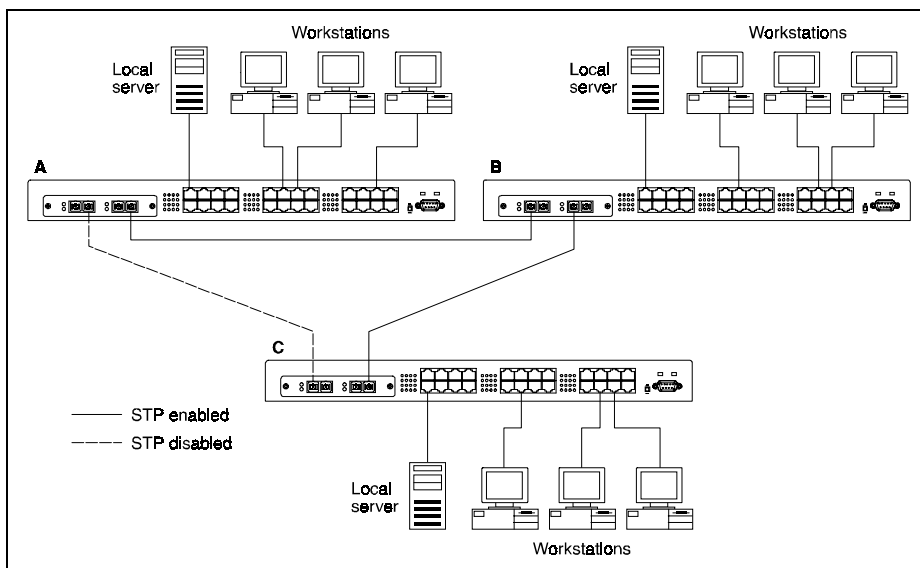 Workstations
Local
server
A
Workstations
Local
server
B
C
STP enabled
STP disabled
Local
server
Workstations